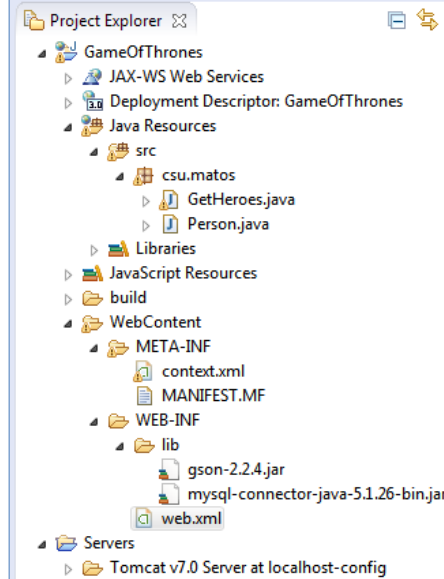 Project Explorer
GameOfThrones
JAX-WS Web Services
3.0 Deployment Descriptor: GameOfThrones
Java Resources
src
csu.matos
J GetHeroes.java
J Person.java
Libraries
JavaScript Resources
build
WebContent
META-INF
context.xml
MANIFEST.MF
WEB-INF
lib
gson-2.2.4.jar
mysql-connector-java-5.1.26-bin.jar
web.xml
Servers
Tomcat v7.0 Server at localhost-config